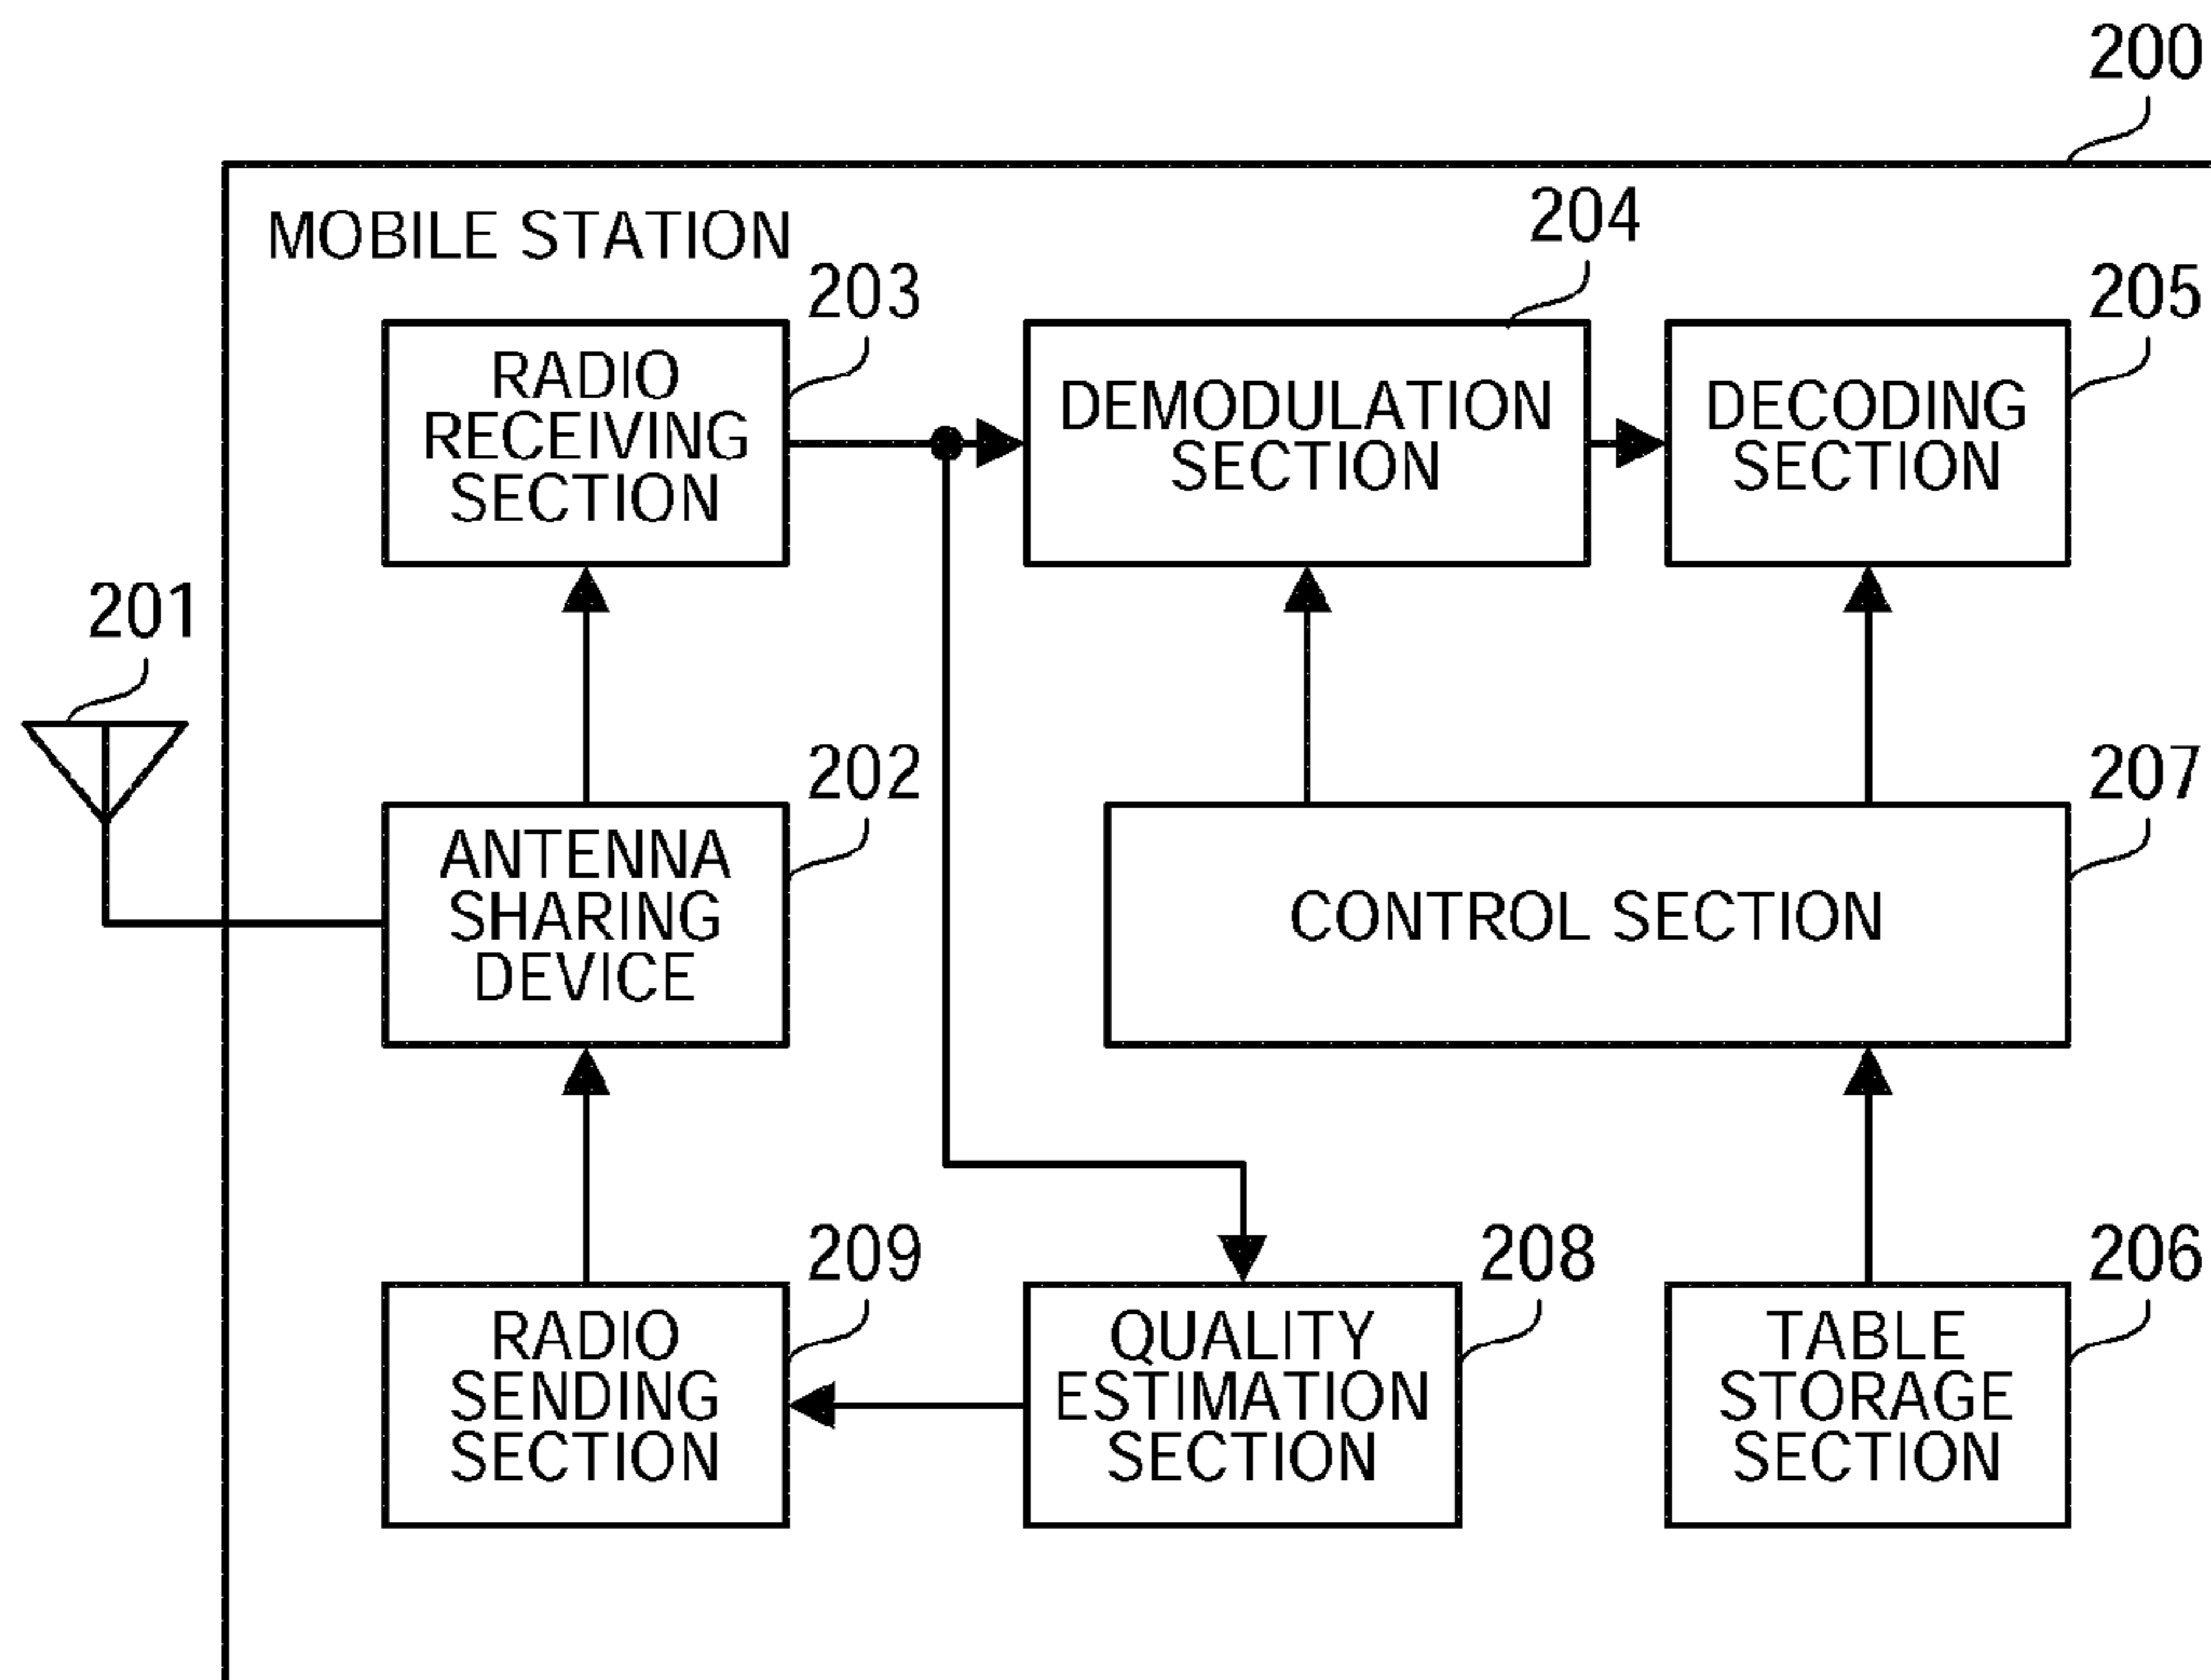 200
MOBILE STATION
203
204
205
RADIO
RECEIVING
SECTION
DEMODULATION
SECTION
DECODING
SECTION
201
202
207
ANTENNA
SHARING
DEVICE
CONTROL SECTION
209
208
206
RADIO
SENDING
SECTION
QUALITY
ESTIMATION
SECTION
TABLE
STORAGE
SECTION